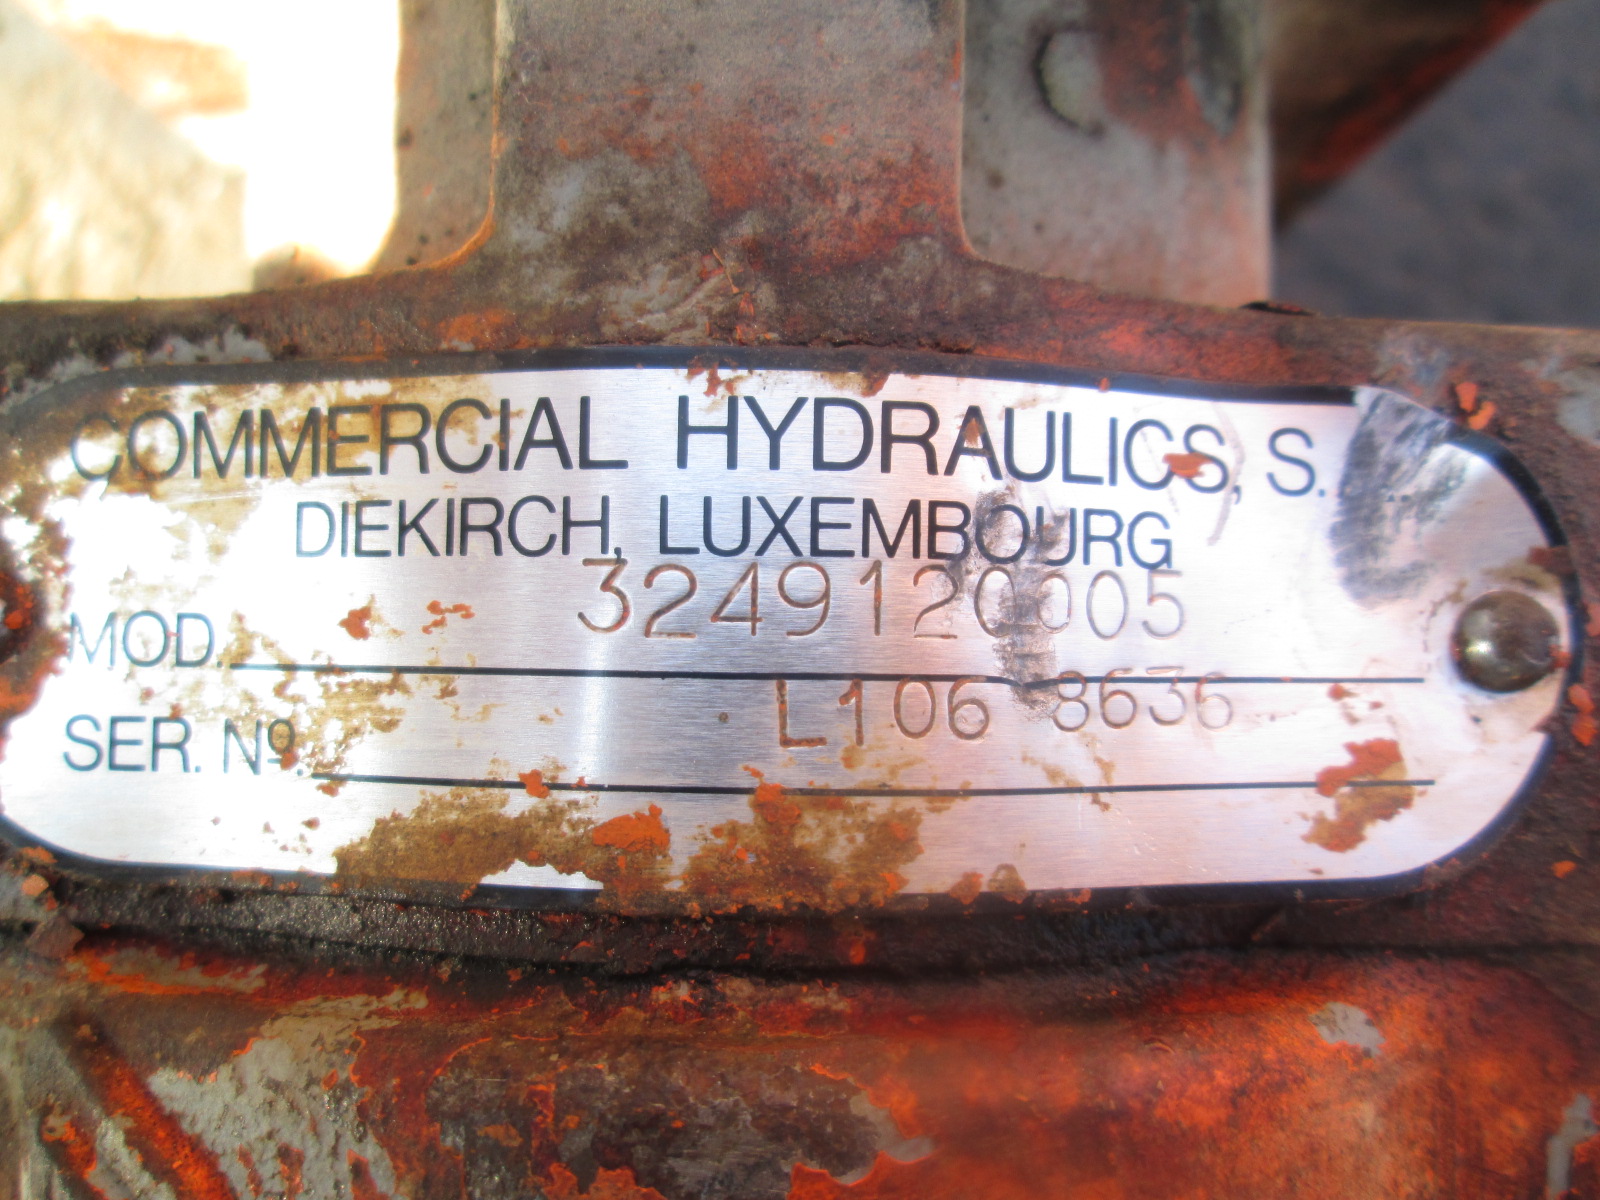 COMMERCIAL HYDRAULICS, S.
DIEKIRCH, LUXEMBOURG
MOD. 3249120005
SER. Nº. L106 8636